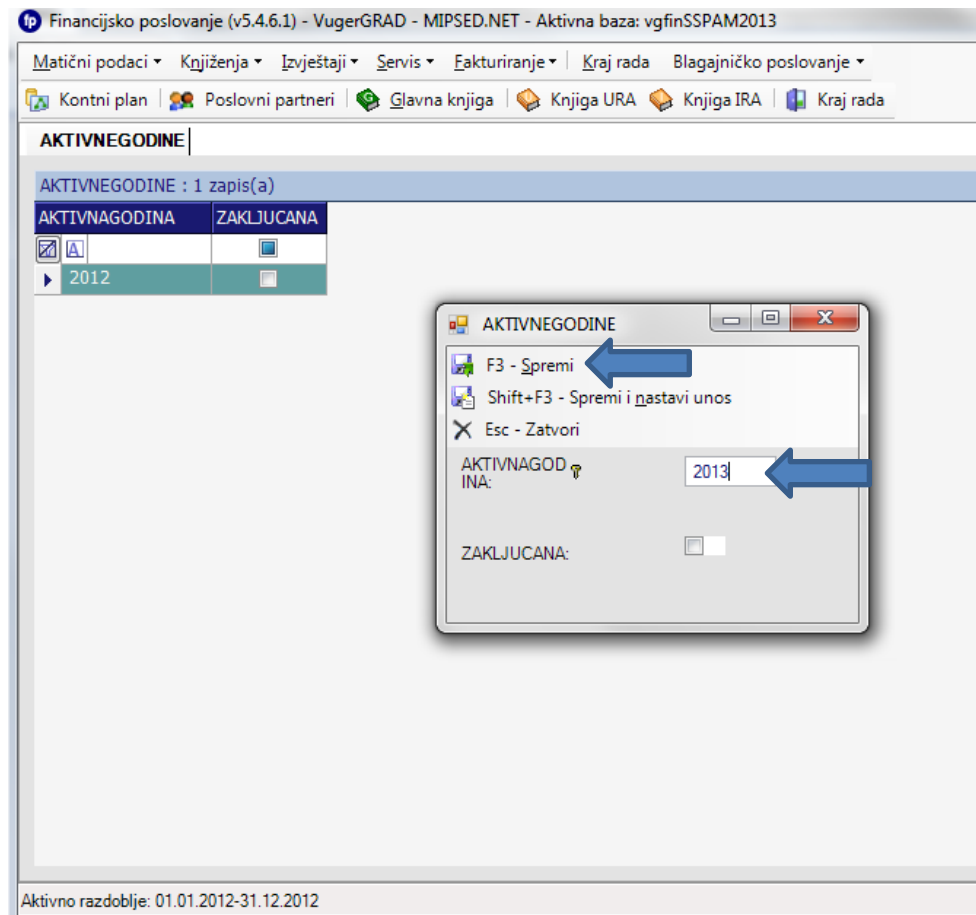 fp Financijsko poslovanje (v5.4.6.1) - VugerGRAD - MIPSED.NET - Aktivna baza: vgfinSSPAM2013
Matični podaci Knjiženja Izvještaji Servis Fakturiranje Kraj rada Blagajničko poslovanje
Kontni plan Poslovni partneri Glavna knjiga Knjiga URA Knjiga IRA Kraj rada
AKTIVNEGODINE
AKTIVNEGODINE : 1 zapis(a)
AKTIVNAGODINA ZAKLJUCANA
A
2012
AKTIVNEGODINE
F3 - Spremi
Shift+F3 - Spremi i nastavi unos
Esc - Zatvori
AKTIVNAGOD
INA: 2013
ZAKLJUCANA:
Aktivno razdoblje: 01.01.2012-31.12.2012